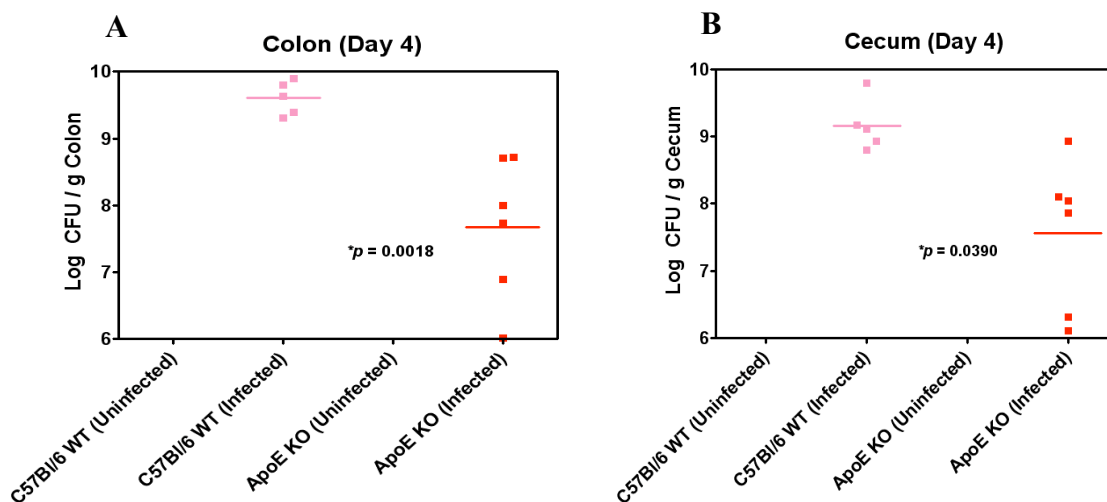 A
Colon (Day 4)
Log CFU / g Colon
10
9
8
7
6
*p = 0.0018
C57Bl/6 WT (Uninfected)
C57Bl/6 WT (Infected)
ApoE KO (Uninfected)
ApoE KO (Infected)
B
Cecum (Day 4)
Log CFU / g Cecum
10
9
8
7
6
*p = 0.0390
C57Bl/6 WT (Uninfected)
C57Bl/6 WT (Infected)
ApoE KO (Uninfected)
ApoE KO (Infected)